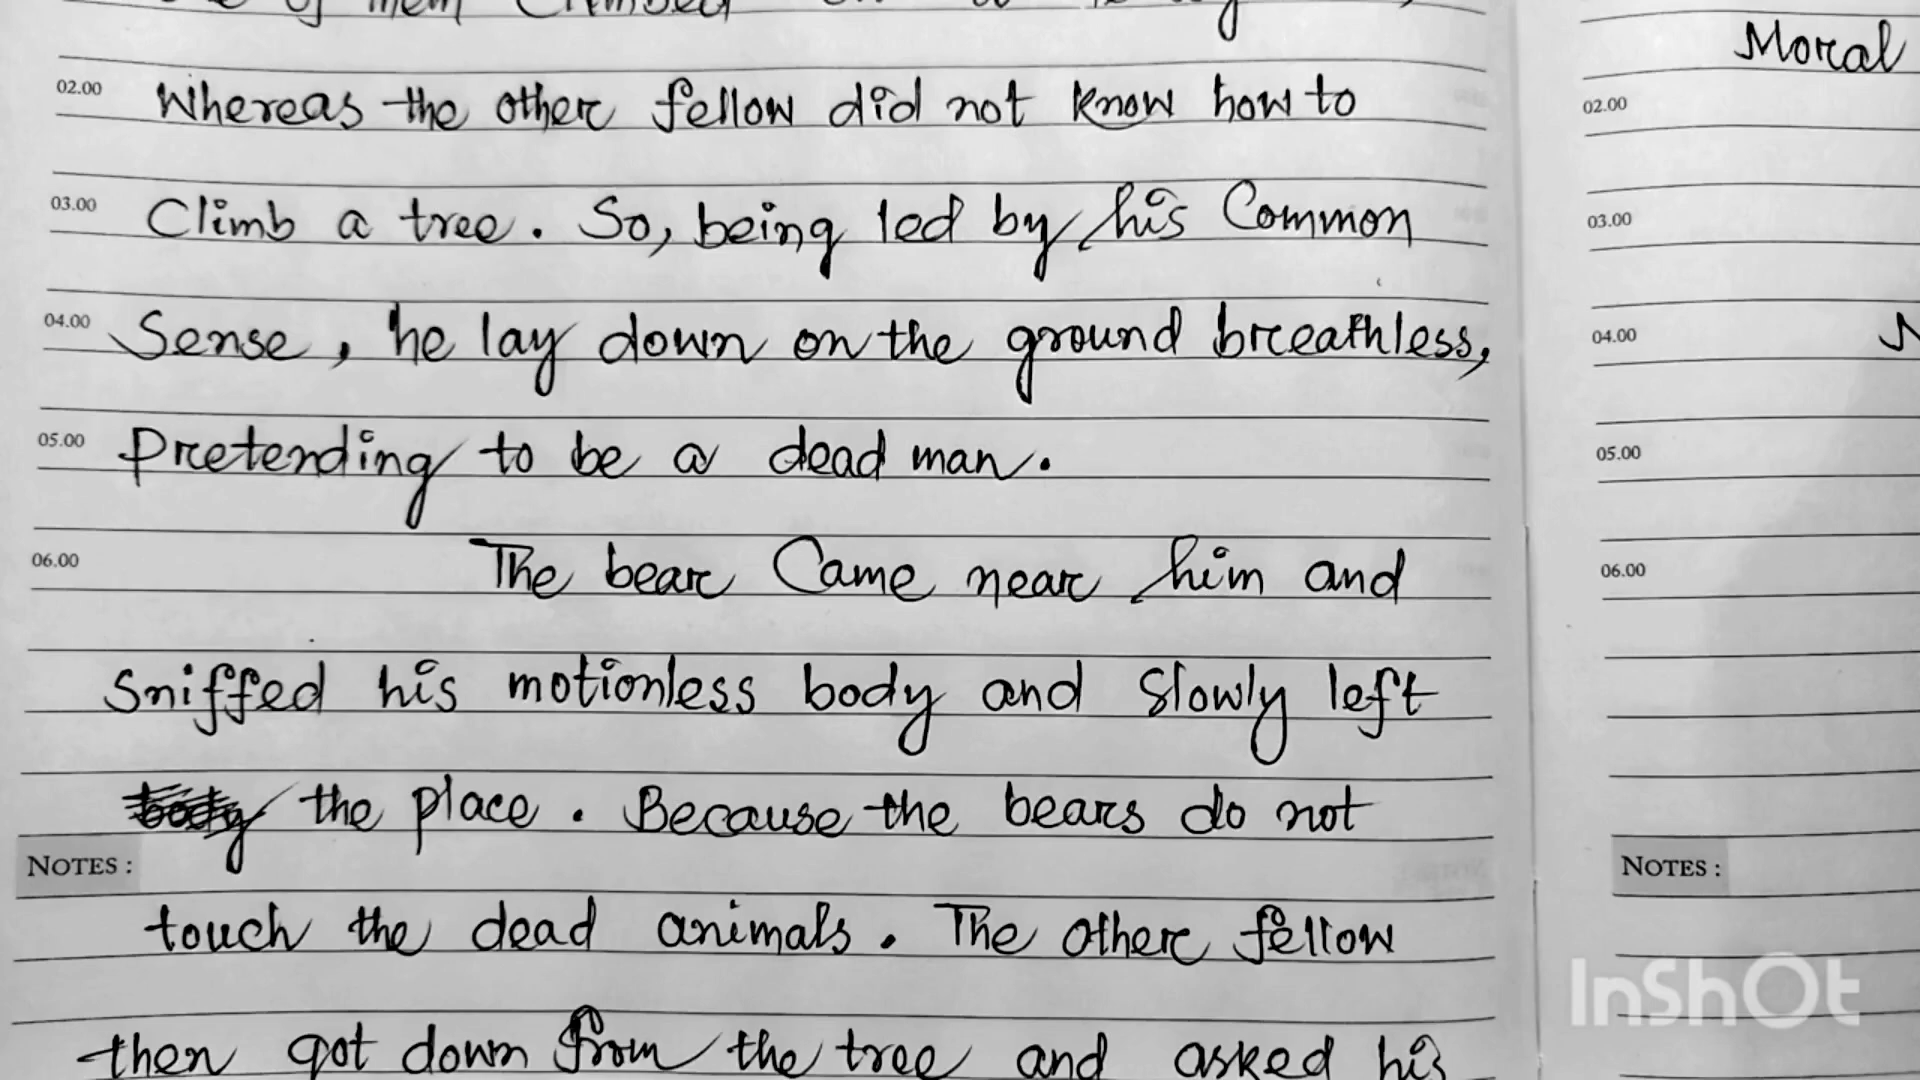 of them Climbed
Whereas the other fellow did not know how to
Climb a tree. So, being led by his Common
Sense, he lay down on the ground breathless,
Pretending to be a dead man.
The bear Came near him and
Sniffed his motionless body and Slowly left
the place. Because the bears do not
touch the dead animals. The other fellow
then got down from the tree and asked his
02.00
03.00
04.00
05.00
06.00
NOTES :
Moral
02.00
03.00
04.00
05.00
06.00
NOTES :
InShOt